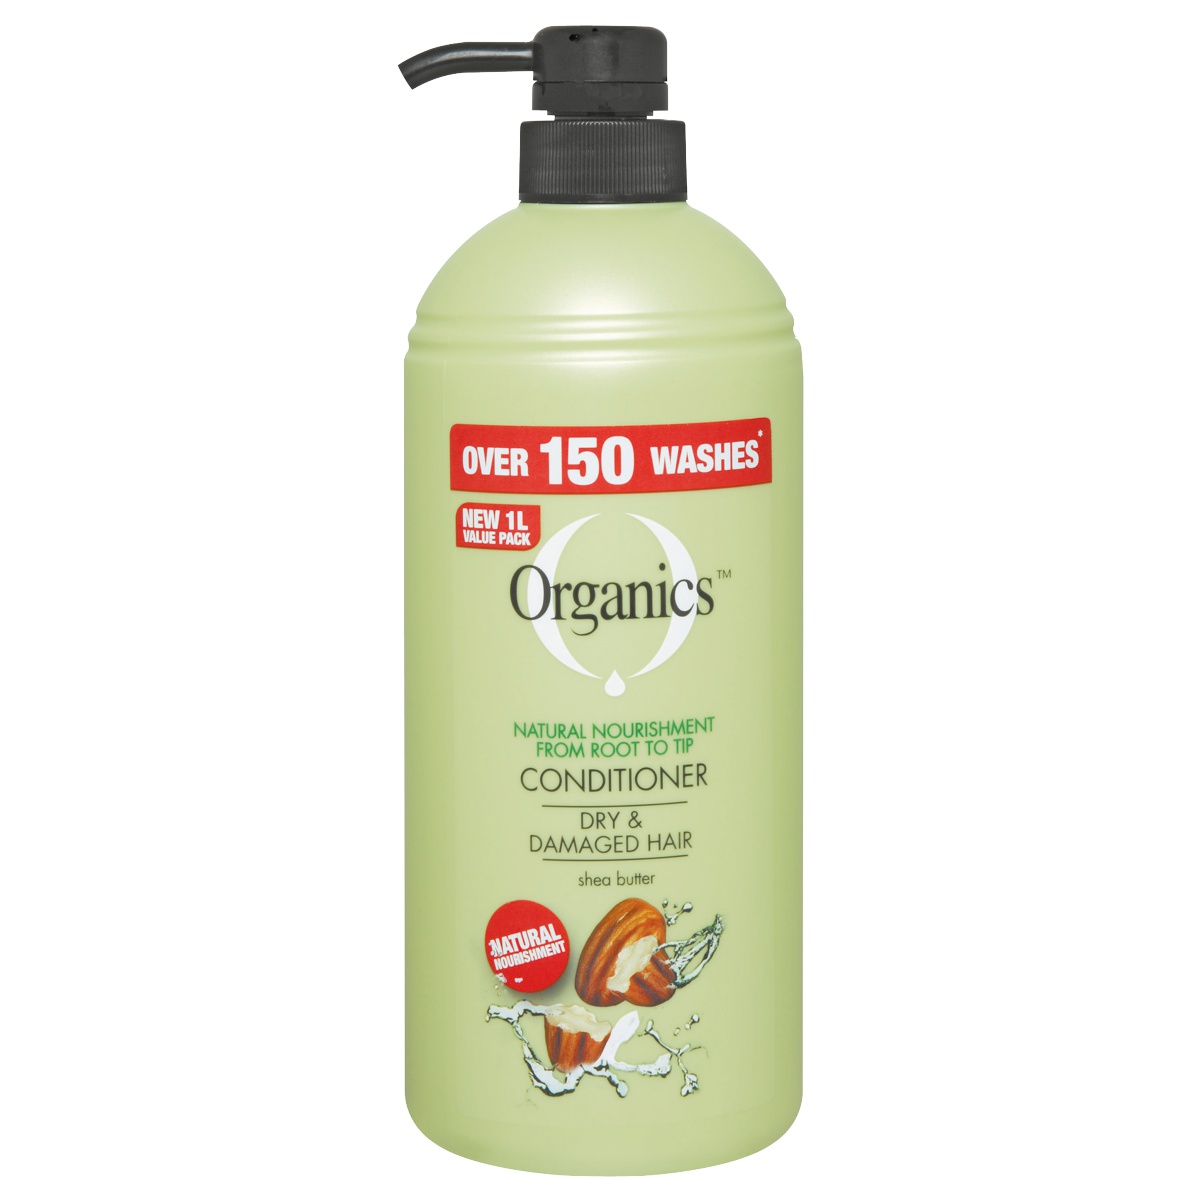 OVER 150 WASHES*
NEW 1L
VALUE PACK
Organics™
NATURAL NOURISHMENT
FROM ROOT TO TIP
CONDITIONER
DRY &
DAMAGED HAIR
shea butter
NATURAL
NOURISHMENT